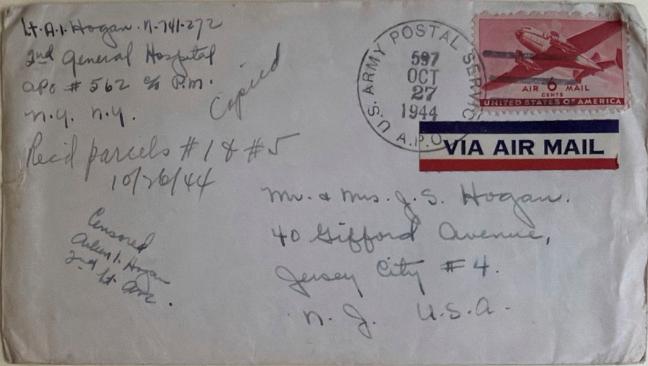 Lt. A. I. Hogan. N-741-272
2nd General Hospital
APO # 562 c/o P.M.
N.Y. N.Y.
Copied
Rec'd parcels # 1 & # 5
10/26/44
Censored
Arleen I. Hogan
2nd Lt. ANC.
U.S. ARMY POSTAL SERVICE
597
OCT
27
1944
A.P.O.
AIR 6 MAIL
CENTS
UNITED STATES OF AMERICA
VIA AIR MAIL
Mr. & Mrs. J. S. Hogan.
40 Gifford Avenue,
Jersey City # 4.
N. J. U.S.A.